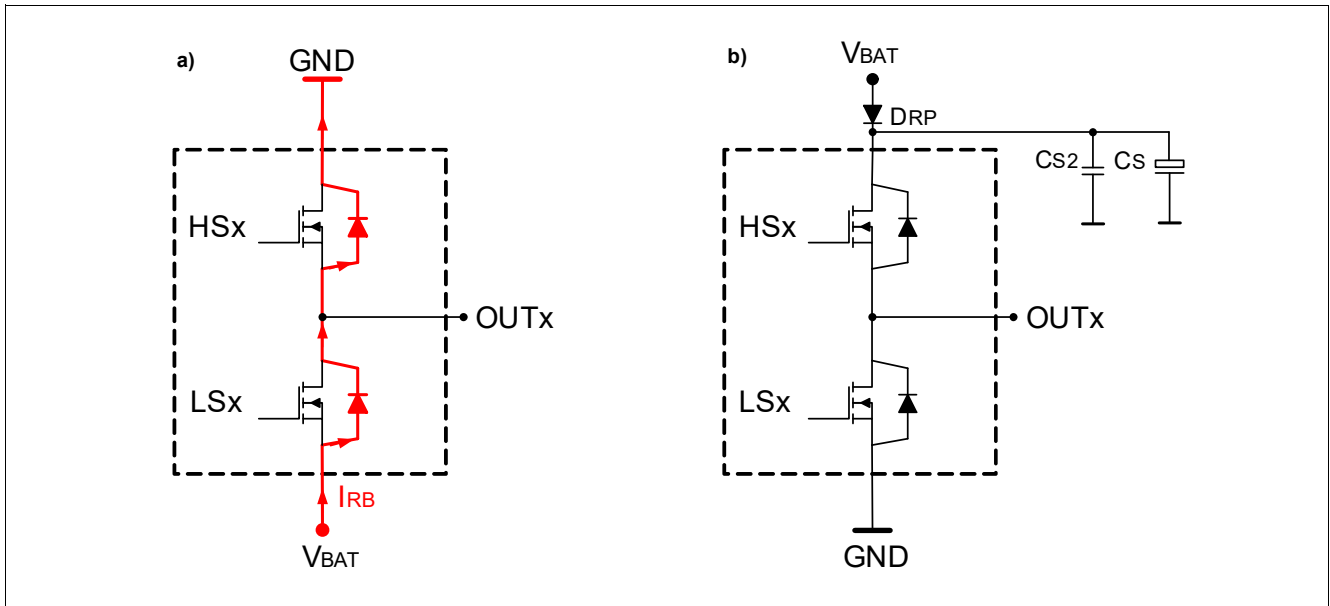 a)
GND
HSx
OUTx
LSx
IRB
VBAT
b)
VBAT
DRP
CS2
CS
HSx
OUTx
LSx
GND